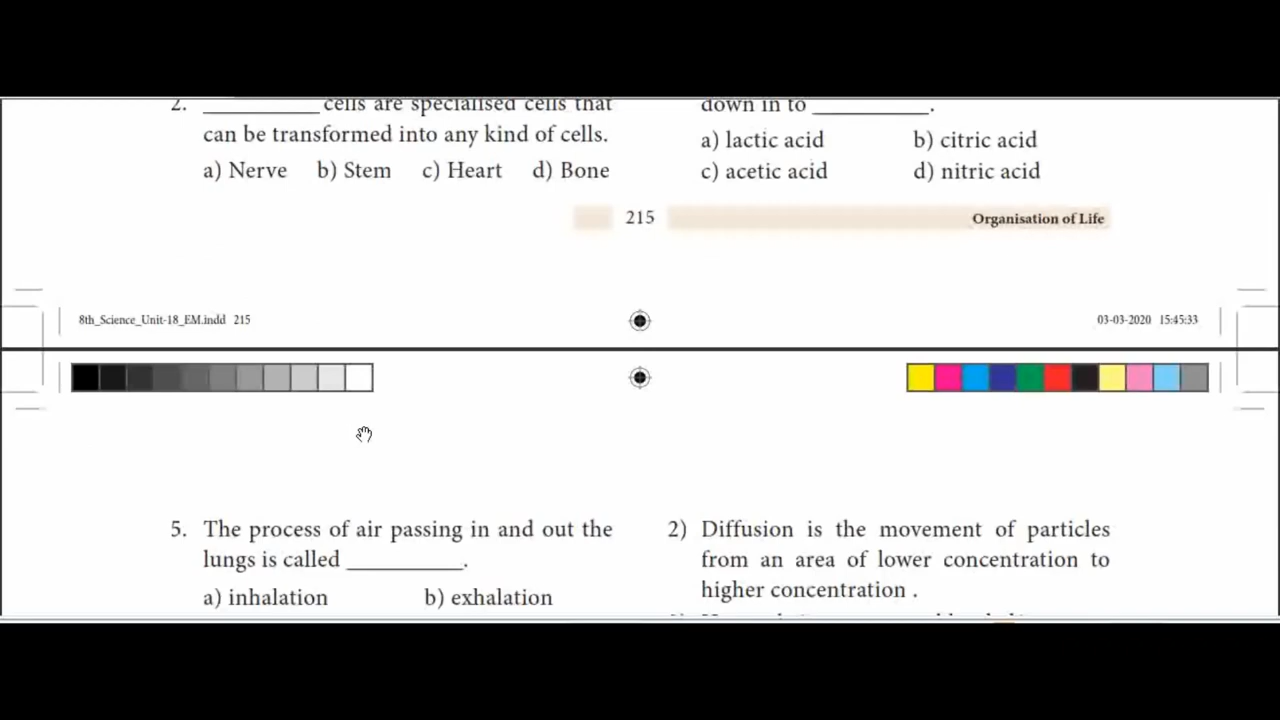 2. __________ cells are specialised cells that
can be transformed into any kind of cells.
a) Nerve b) Stem c) Heart d) Bone
down in to __________ .
a) lactic acid b) citric acid
c) acetic acid d) nitric acid
215 Organisation of Life
8th_Science_Unit-18_EM.indd 215 03-03-2020 15:45:33
5. The process of air passing in and out the
lungs is called __________ .
a) inhalation b) exhalation
2) Diffusion is the movement of particles
from an area of lower concentration to
higher concentration .